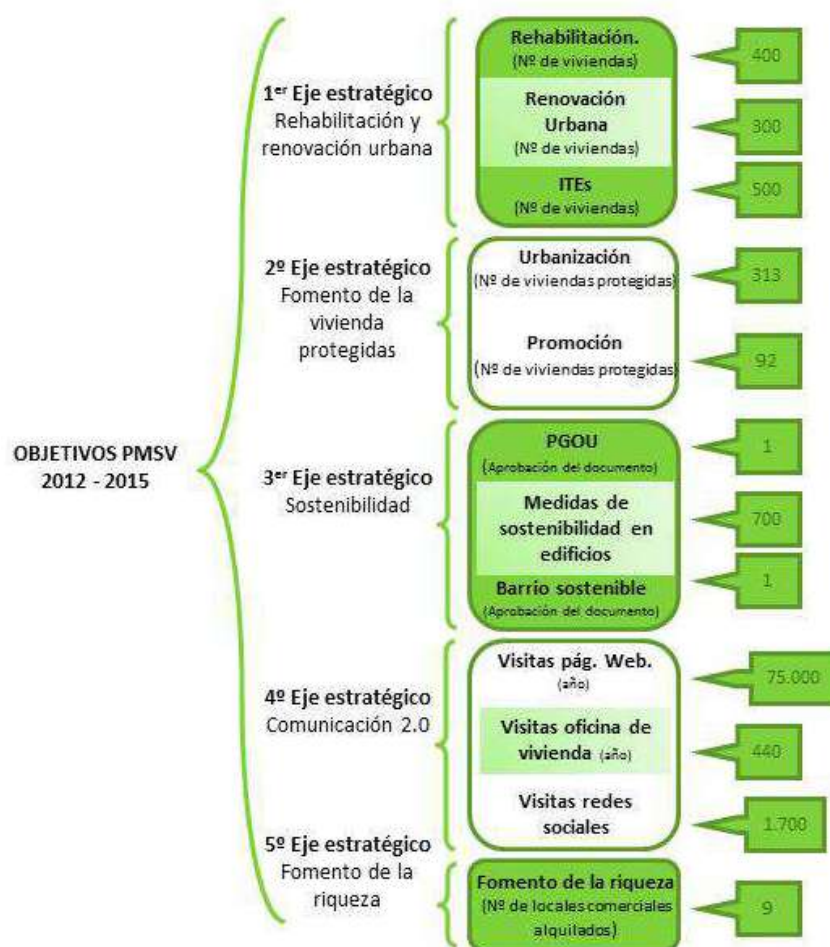 OBJETIVOS PMSV
2012 - 2015
1er Eje estratégico
Rehabilitación y
renovación urbana
Rehabilitación.
(Nº de viviendas)
400
Renovación
Urbana
(Nº de viviendas)
300
ITEs
(Nº de viviendas)
500
2º Eje estratégico
Fomento de la
vivienda
protegidas
Urbanización
(Nº de viviendas protegidas)
313
Promoción
(Nº de viviendas protegidas)
92
3er Eje estratégico
Sostenibilidad
PGOU
(Aprobación del documento)
1
Medidas de
sostenibilidad en
edificios
700
Barrio sostenible
(Aprobación del documento)
1
4º Eje estratégico
Comunicación 2.0
Visitas pág. Web.
(año)
75.000
Visitas oficina de
vivienda (año)
440
Visitas redes
sociales
1.700
5º Eje estratégico
Fomento de la
riqueza
Fomento de la riqueza
(Nº de locales comerciales
alquilados)
9